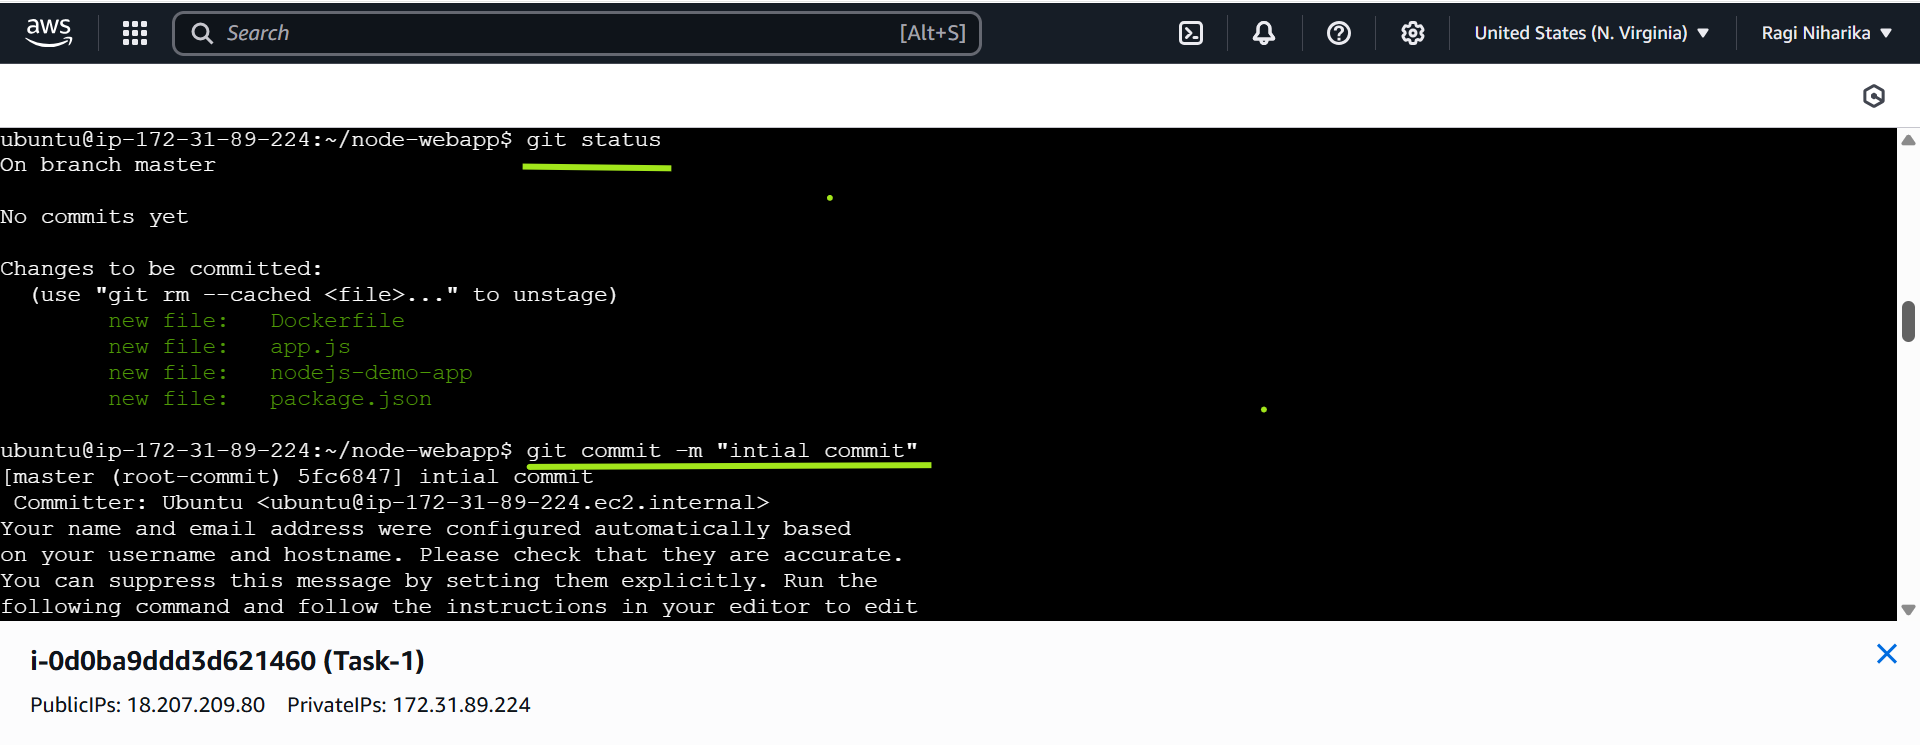 aws
Search [Alt+S]
United States (N. Virginia) ▼
Ragi Niharika ▼
ubuntu@ip-172-31-89-224:~/node-webapp$ git status
On branch master
No commits yet
Changes to be committed:
  (use "git rm --cached <file>..." to unstage)
        new file:   Dockerfile
        new file:   app.js
        new file:   nodejs-demo-app
        new file:   package.json
ubuntu@ip-172-31-89-224:~/node-webapp$ git commit -m "intial commit"
[master (root-commit) 5fc6847] intial commit
 Committer: Ubuntu <ubuntu@ip-172-31-89-224.ec2.internal>
Your name and email address were configured automatically based
on your username and hostname. Please check that they are accurate.
You can suppress this message by setting them explicitly. Run the
following command and follow the instructions in your editor to edit
i-0d0ba9ddd3d621460 (Task-1)
PublicIPs: 18.207.209.80 PrivateIPs: 172.31.89.224